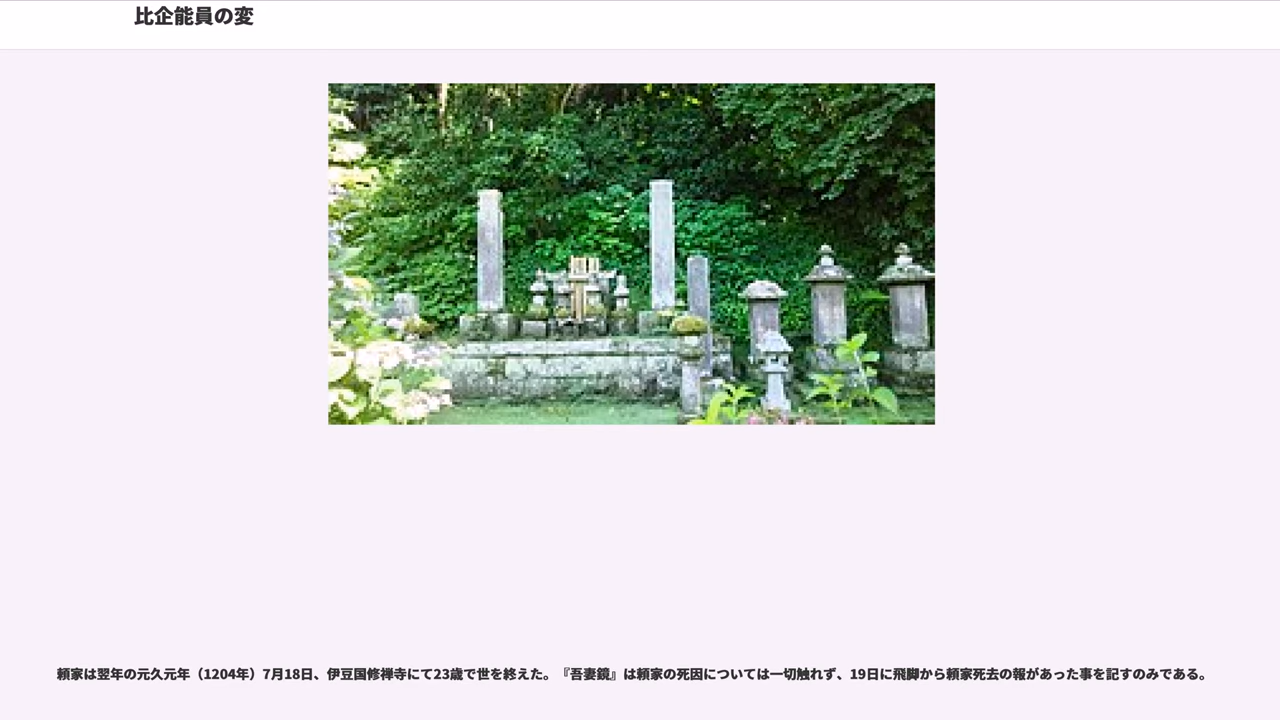 比企能員の変
頼家は翌年の元久元年（1204年）7月18日、伊豆国修禅寺にて23歳で世を終えた。『吾妻鏡』は頼家の死因については一切触れず、19日に飛脚から頼家死去の報があった事を記すのみである。